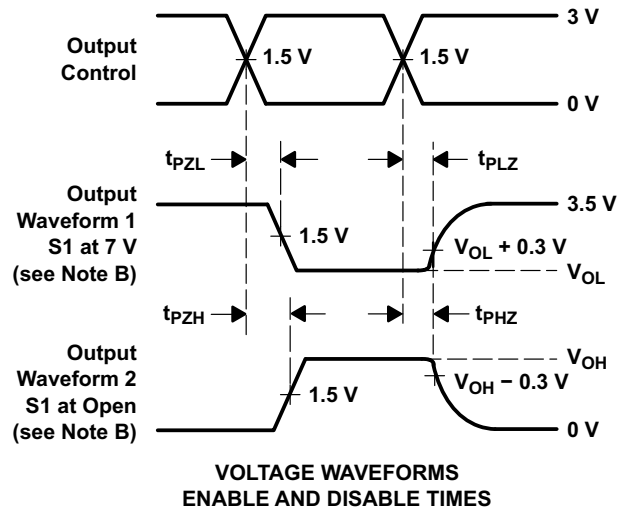 3 V
Output
Control
1.5 V
1.5 V
0 V
tPZL
tPLZ
Output
Waveform 1
S1 at 7 V
(see Note B)
3.5 V
1.5 V
VOL + 0.3 V
VOL
tPZH
tPHZ
Output
Waveform 2
S1 at Open
(see Note B)
VOH
1.5 V
VOH − 0.3 V
0 V
VOLTAGE WAVEFORMS
ENABLE AND DISABLE TIMES